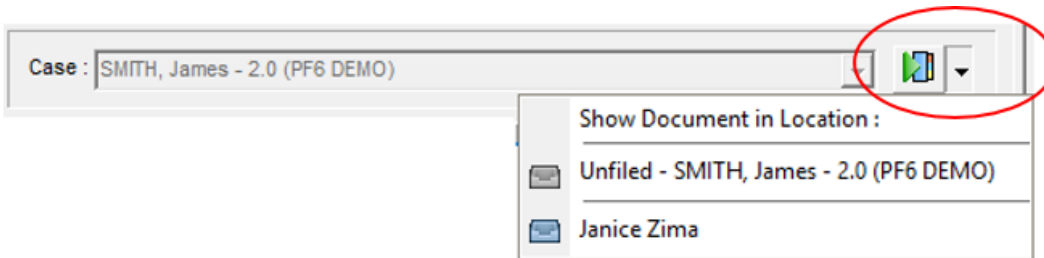 Case : SMITH, James - 2.0 (PF6 DEMO)
Show Document in Location :
Unfiled - SMITH, James - 2.0 (PF6 DEMO)
Janice Zima